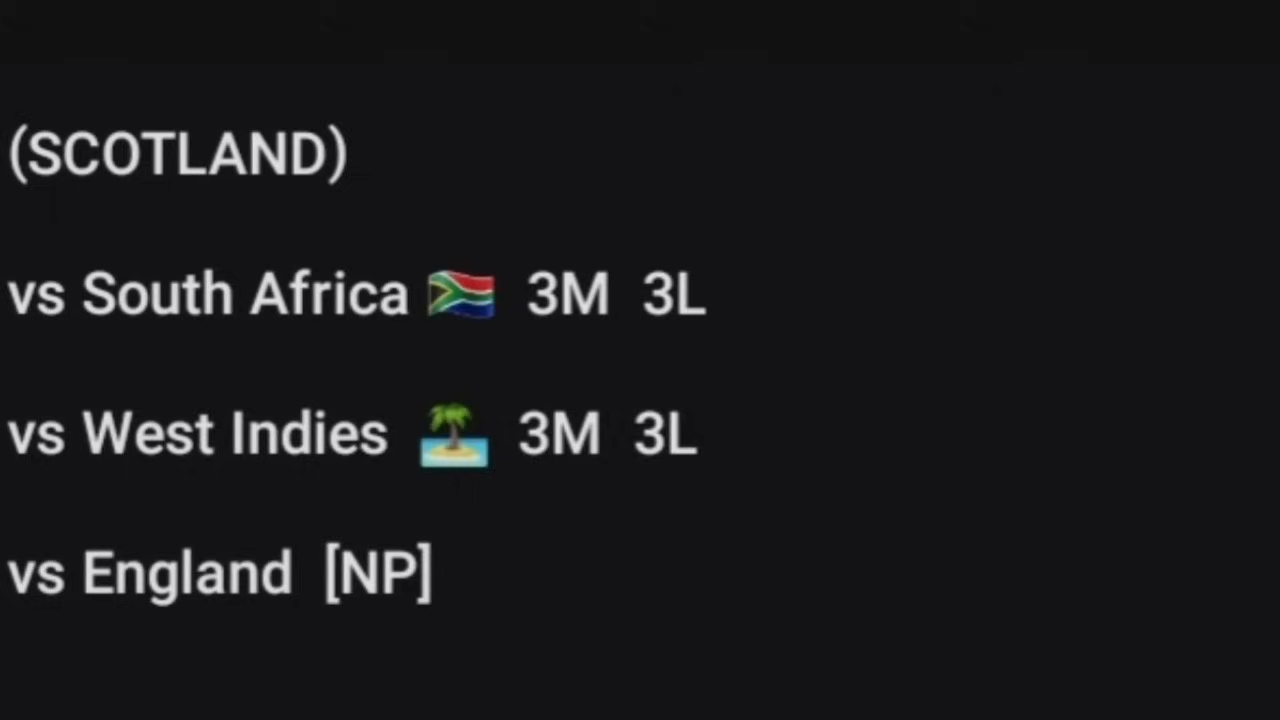 (SCOTLAND)
vs South Africa 🇿🇦 3M 3L
vs West Indies 🏝️ 3M 3L
vs England [NP]